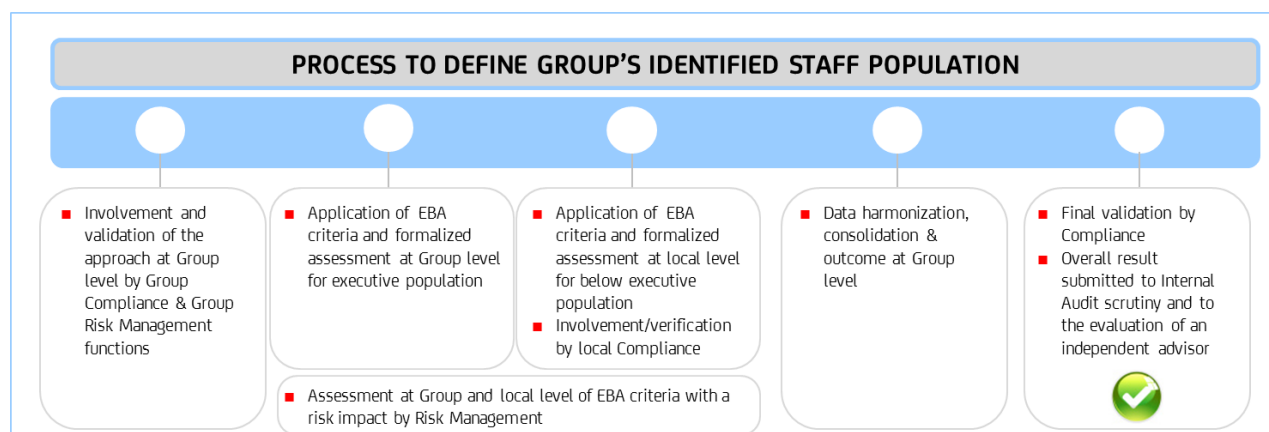 PROCESS TO DEFINE GROUP'S IDENTIFIED STAFF POPULATION
Involvement and
validation of the
approach at Group
level by Group
Compliance & Group
Risk Management
functions
Application of EBA
criteria and formalized
assessment at Group level
for executive population
Application of EBA
criteria and formalized
assessment at local level
for below executive
population
Involvement/verification
by local Compliance
Assessment at Group and local level of EBA criteria with a
risk impact by Risk Management
Data harmonization,
consolidation &
outcome at Group
level
Final validation by
Compliance
Overall result
submitted to Internal
Audit scrutiny and to
the evaluation of an
independent advisor